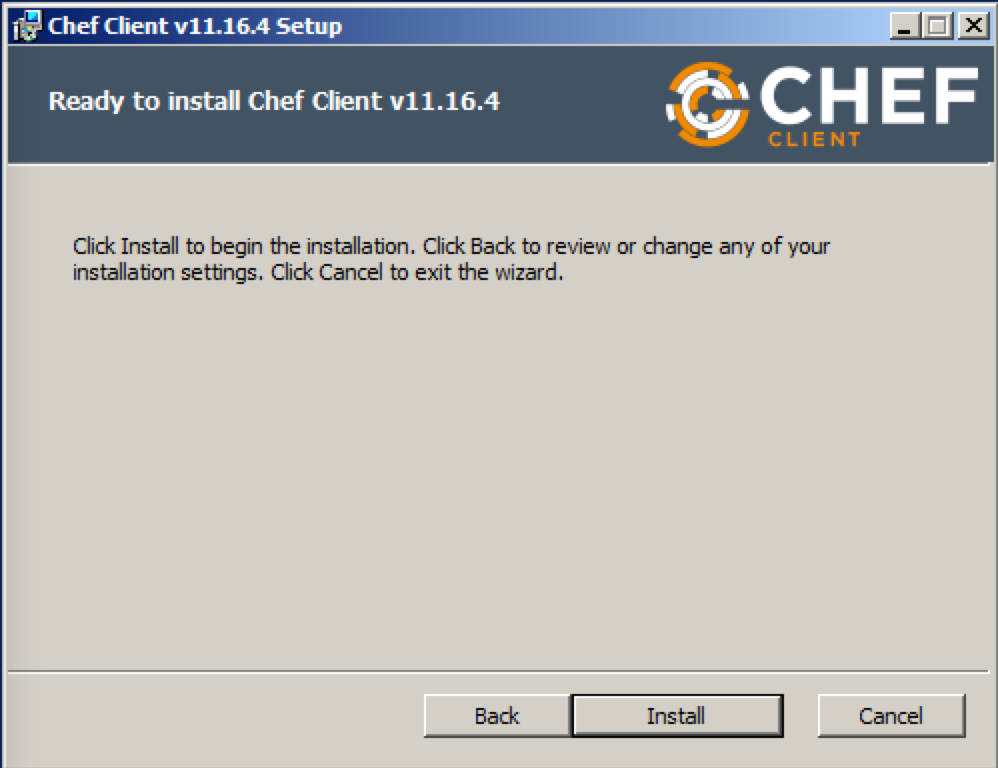 Chef Client v11.16.4 Setup
Ready to install Chef Client v11.16.4
CHEF
CLIENT
Click Install to begin the installation. Click Back to review or change any of your
installation settings. Click Cancel to exit the wizard.
Back
Install
Cancel